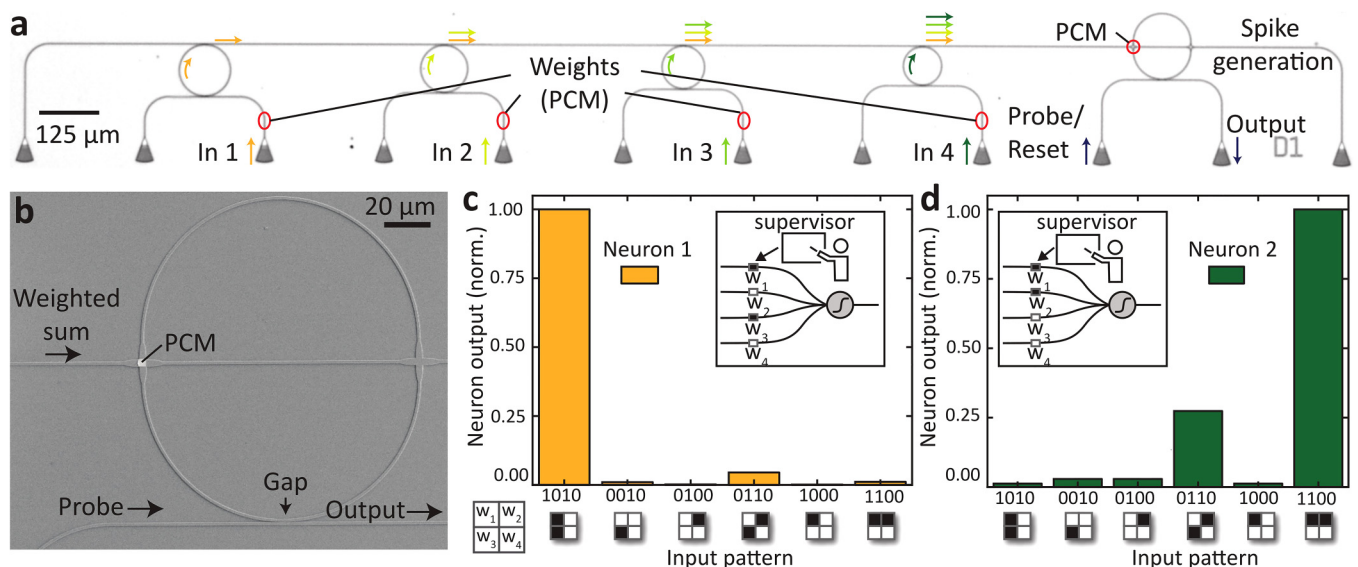 a
PCM
Spike
generation
Weights
(PCM)
125 µm
In 1
In 2
In 3
In 4
Probe/
Reset
Output
D1
b
20 µm
Weighted
sum
PCM
Gap
Probe
Output
c
Neuron output (norm.)
1.00
0.75
0.50
0.25
0.00
Neuron 1
supervisor
W1
W2
W3
W4
1010
0010
0100
0110
1000
1100
w1 w2
w3 w4
Input pattern
d
Neuron output (norm.)
1.00
0.75
0.50
0.25
0.00
supervisor
W1
W2
W3
W4
Neuron 2
1010
0010
0100
0110
1000
1100
Input pattern